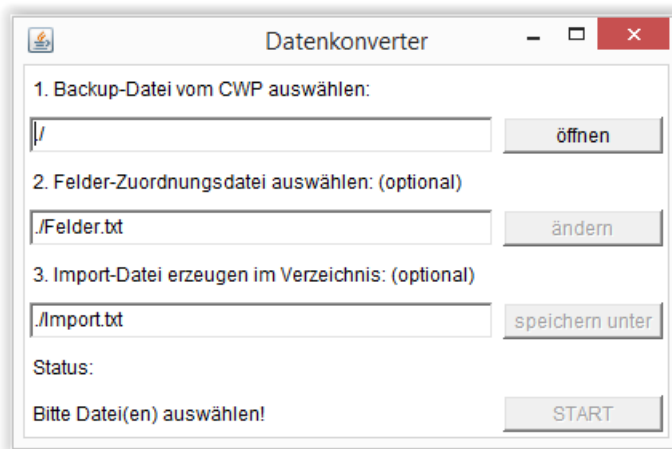 Datenkonverter
1. Backup-Datei vom CWP auswählen:
./
öffnen
2. Felder-Zuordnungsdatei auswählen: (optional)
./Felder.txt
ändern
3. Import-Datei erzeugen im Verzeichnis: (optional)
./Import.txt
speichern unter
Status:
Bitte Datei(en) auswählen!
START